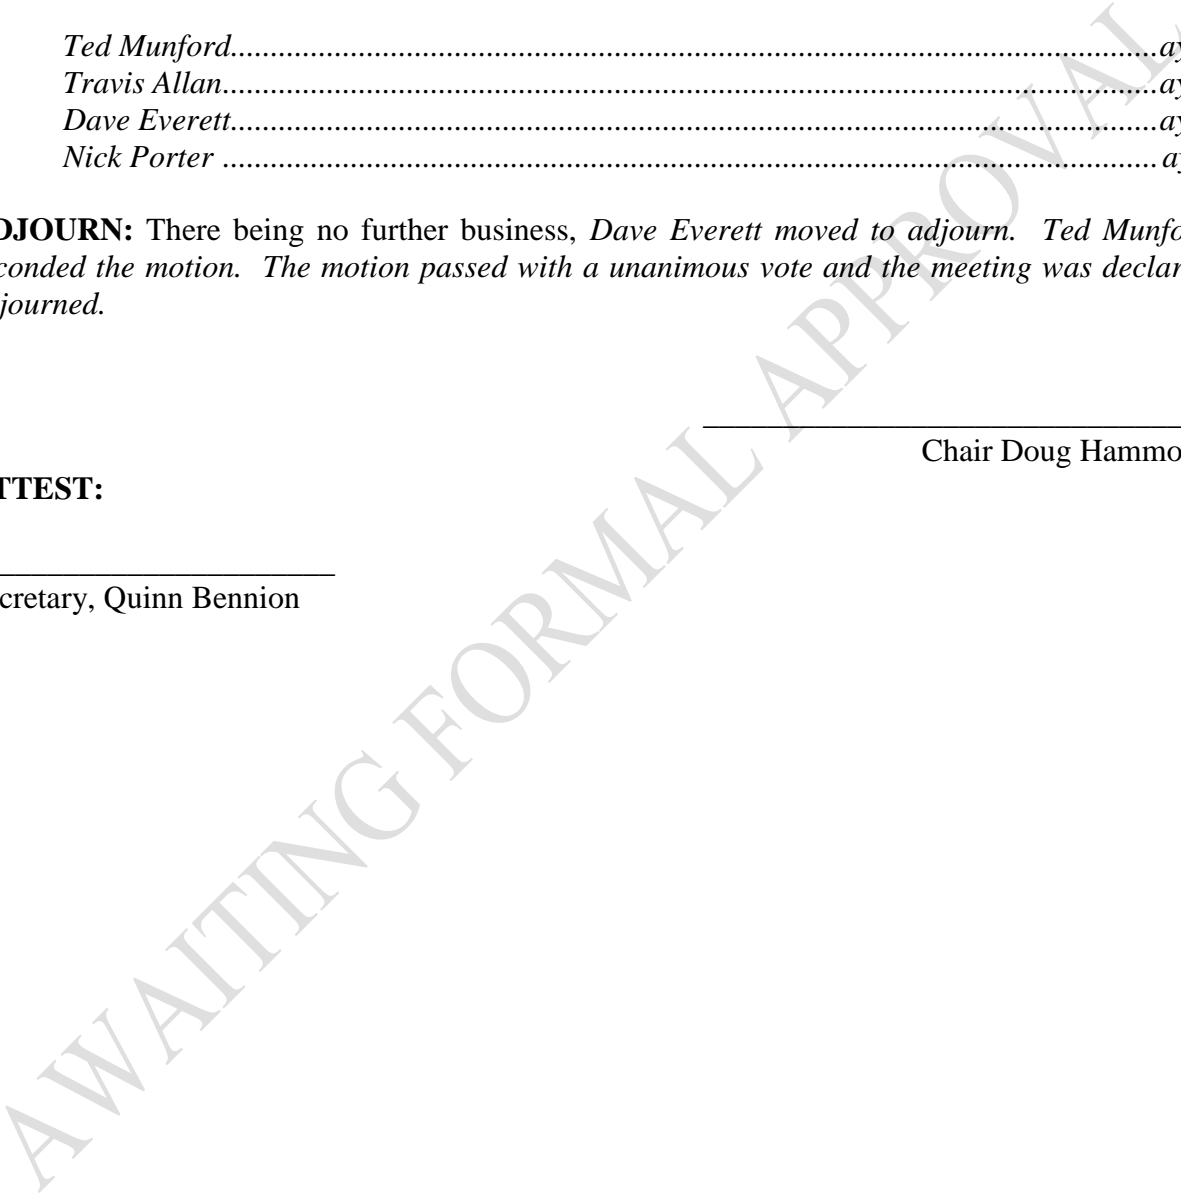 Ted Munford....................................................................................................................ay
Travis Allan.....................................................................................................................ay
Dave Everett....................................................................................................................ay
Nick Porter .....................................................................................................................ay
DJOURN: There being no further business, Dave Everett moved to adjourn. Ted Munfo
conded the motion. The motion passed with a unanimous vote and the meeting was declar
journed.
______________________________
Chair Doug Hammo
TTEST:
_____________________
cretary, Quinn Bennion
AWAITING FORMAL APPROVAL